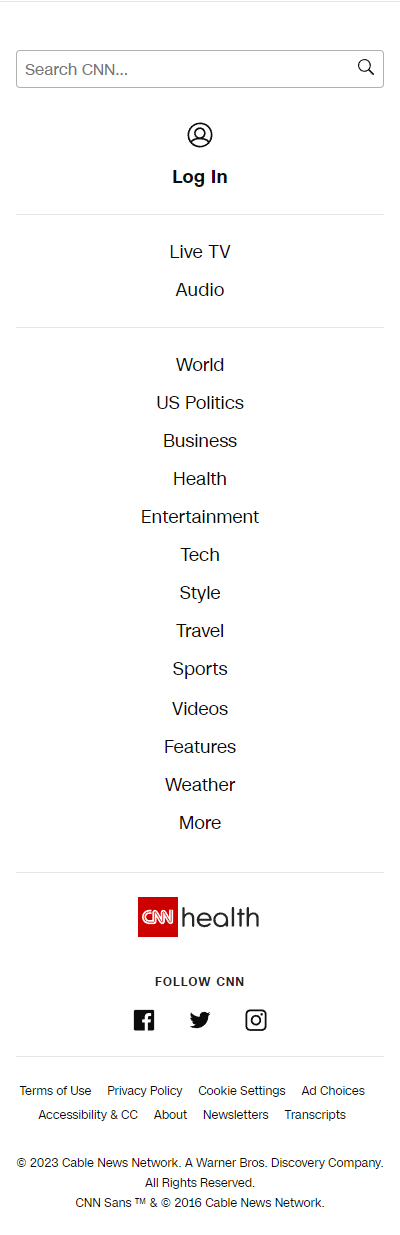 Search CNN...
Log In
Live TV
Audio
World
US Politics
Business
Health
Entertainment
Tech
Style
Travel
Sports
Videos
Features
Weather
More
CNN health
FOLLOW CNN
Terms of Use Privacy Policy Cookie Settings Ad Choices
Accessibility & CC About Newsletters Transcripts
© 2023 Cable News Network. A Warner Bros. Discovery Company.
All Rights Reserved.
CNN Sans ™ & © 2016 Cable News Network.